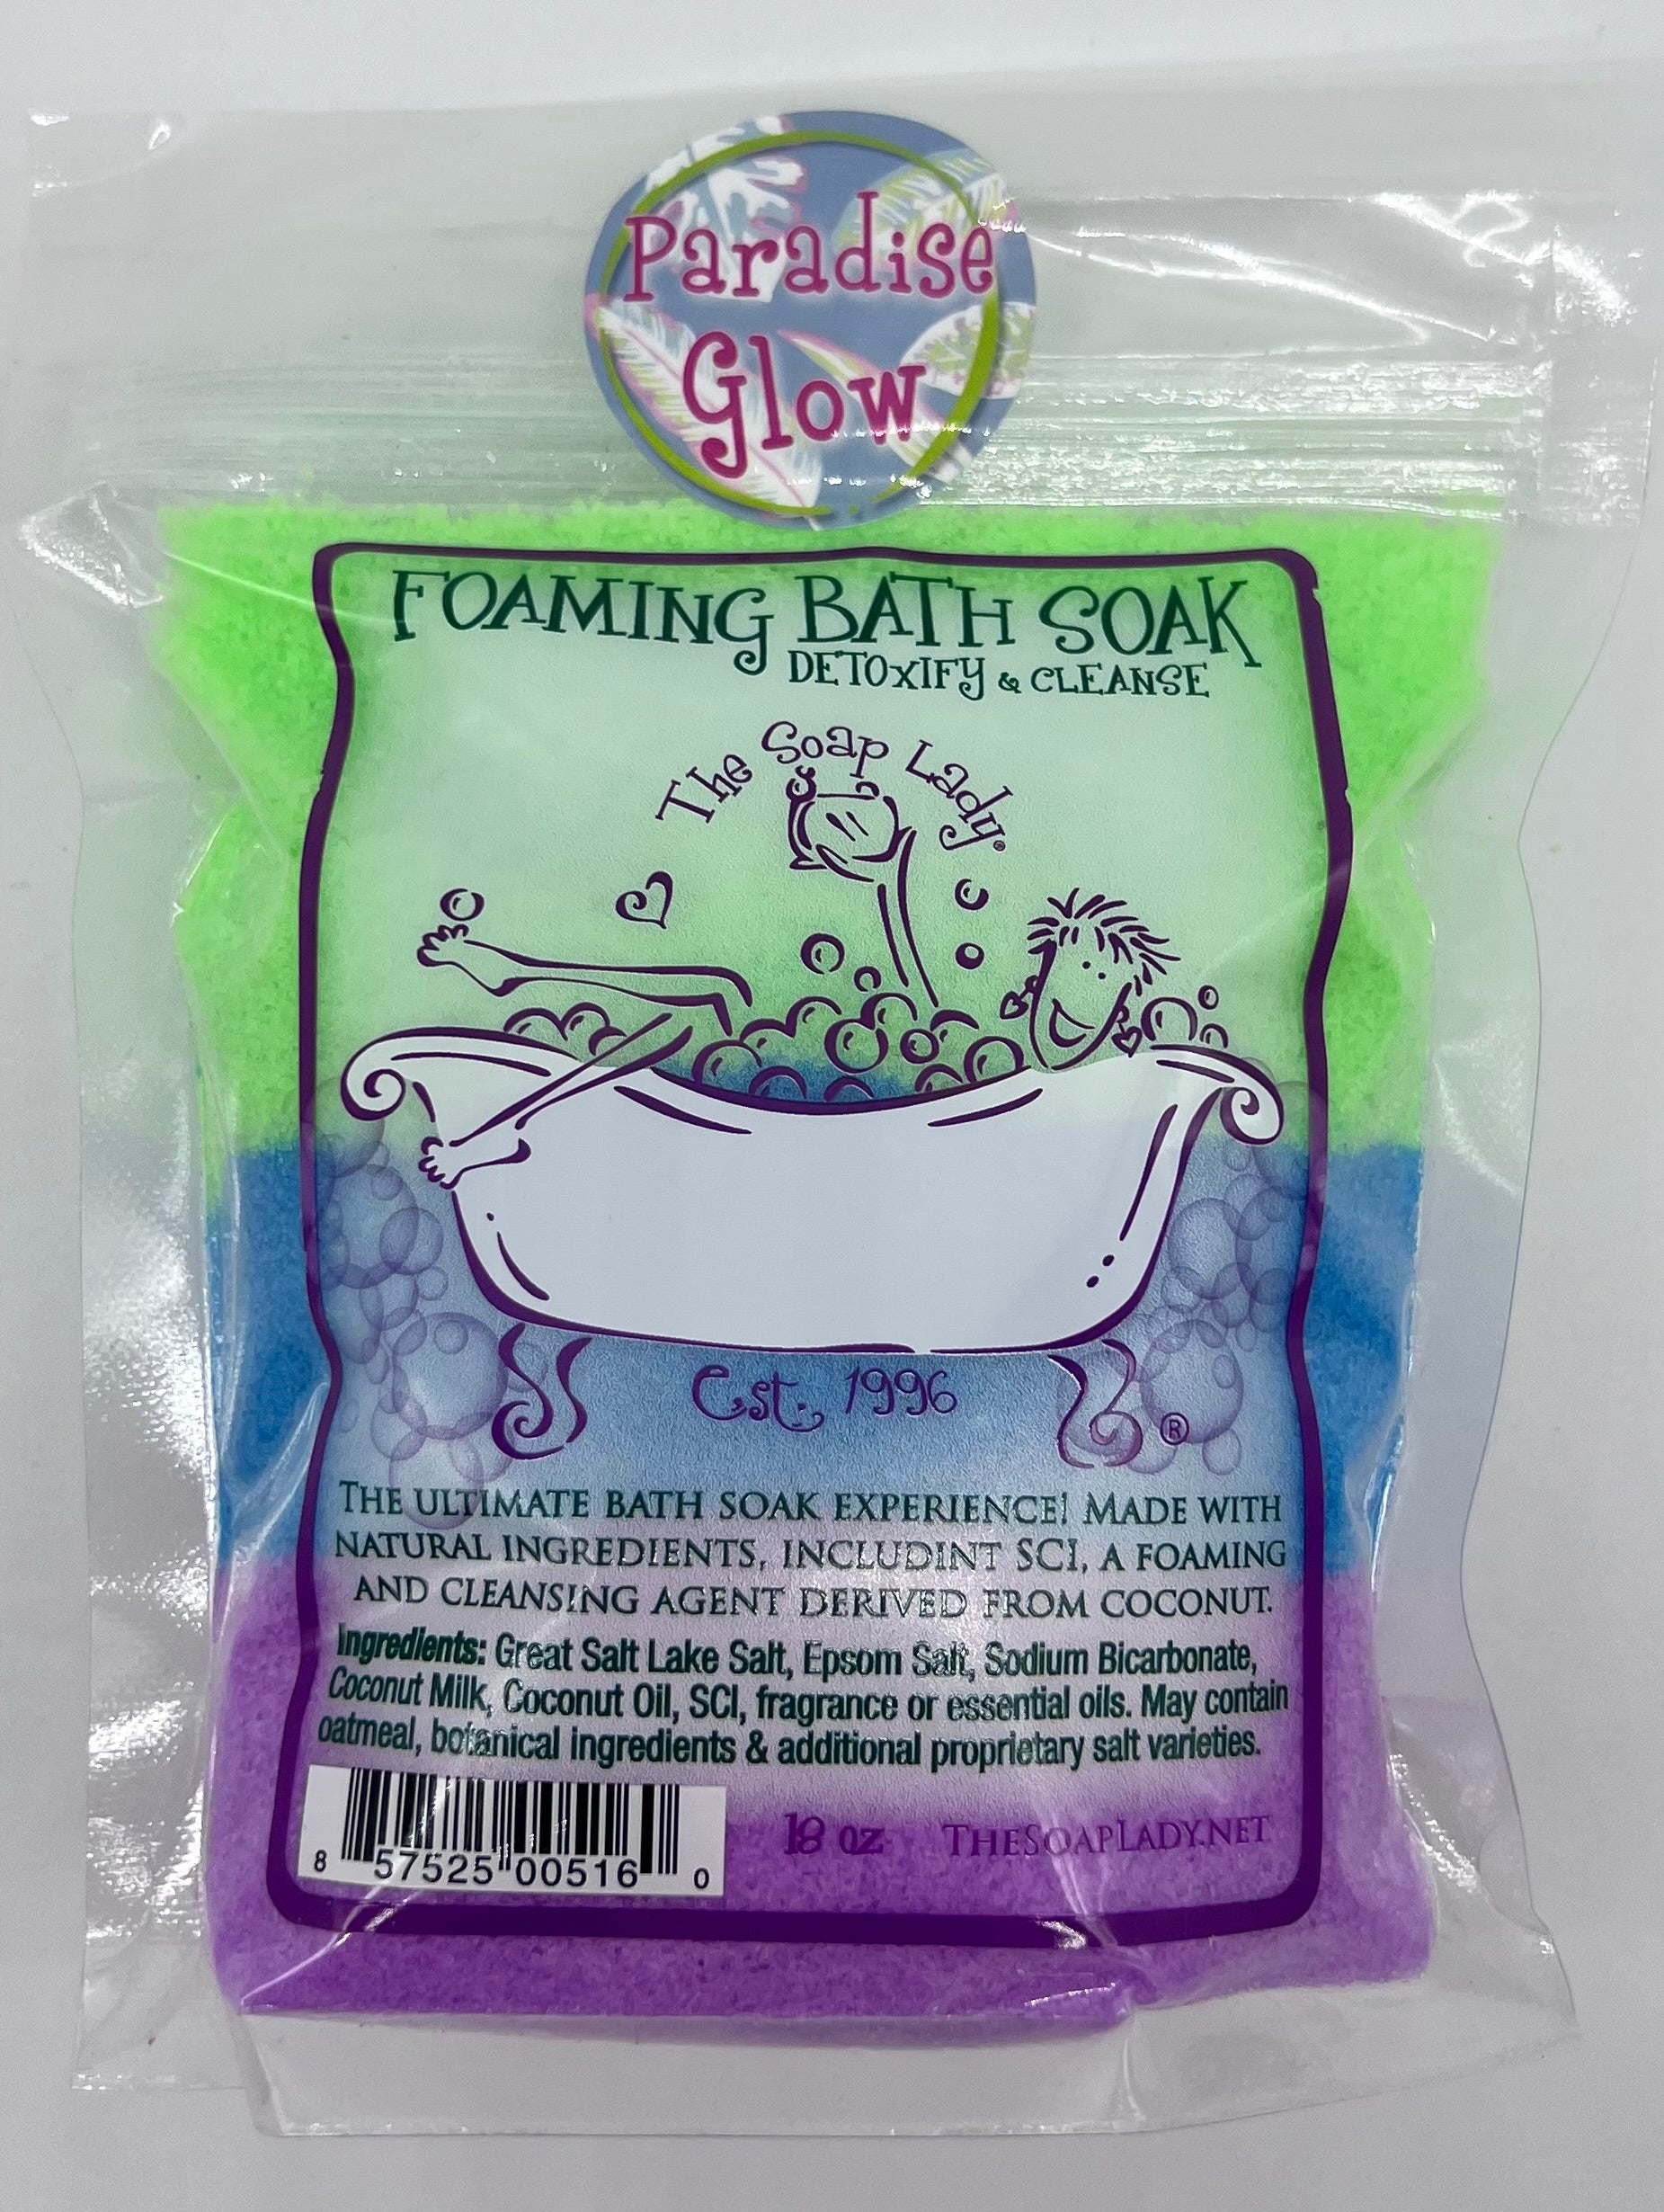 Paradise
Glow
FOAMING BATH SOAK
DETOXIFY & CLEANSE
The Soap Lady®
Est. 1996
®
THE ULTIMATE BATH SOAK EXPERIENCE! MADE WITH
NATURAL INGREDIENTS, INCLUDINT SCI, A FOAMING
AND CLEANSING AGENT DERIVED FROM COCONUT.
Ingredients: Great Salt Lake Salt, Epsom Salt, Sodium Bicarbonate,
Coconut Milk, Coconut Oil, SCI, fragrance or essential oils. May contain
oatmeal, botanical ingredients & additional proprietary salt varieties.
8 57525 00516 0
18 oz THESOAPLADY.NET